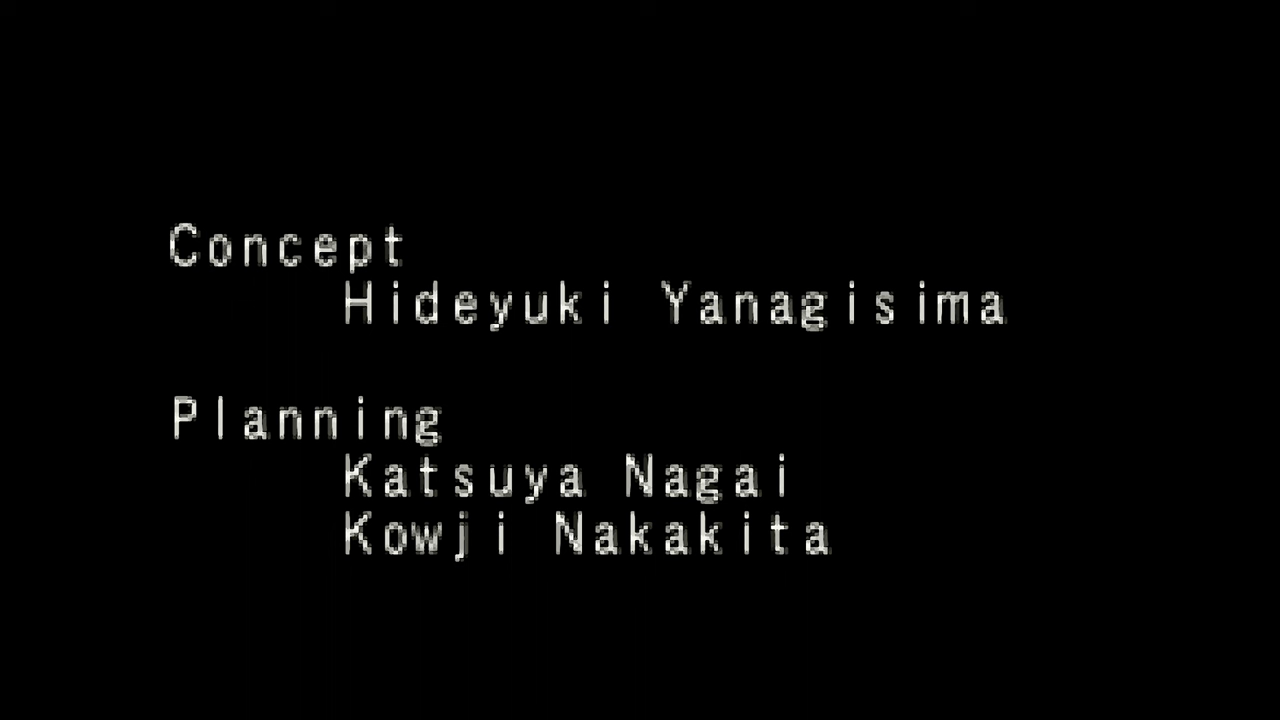 Concept
Hideyuki Yanagisima
Planning
Katsuya Nagai
Kowji Nakakita